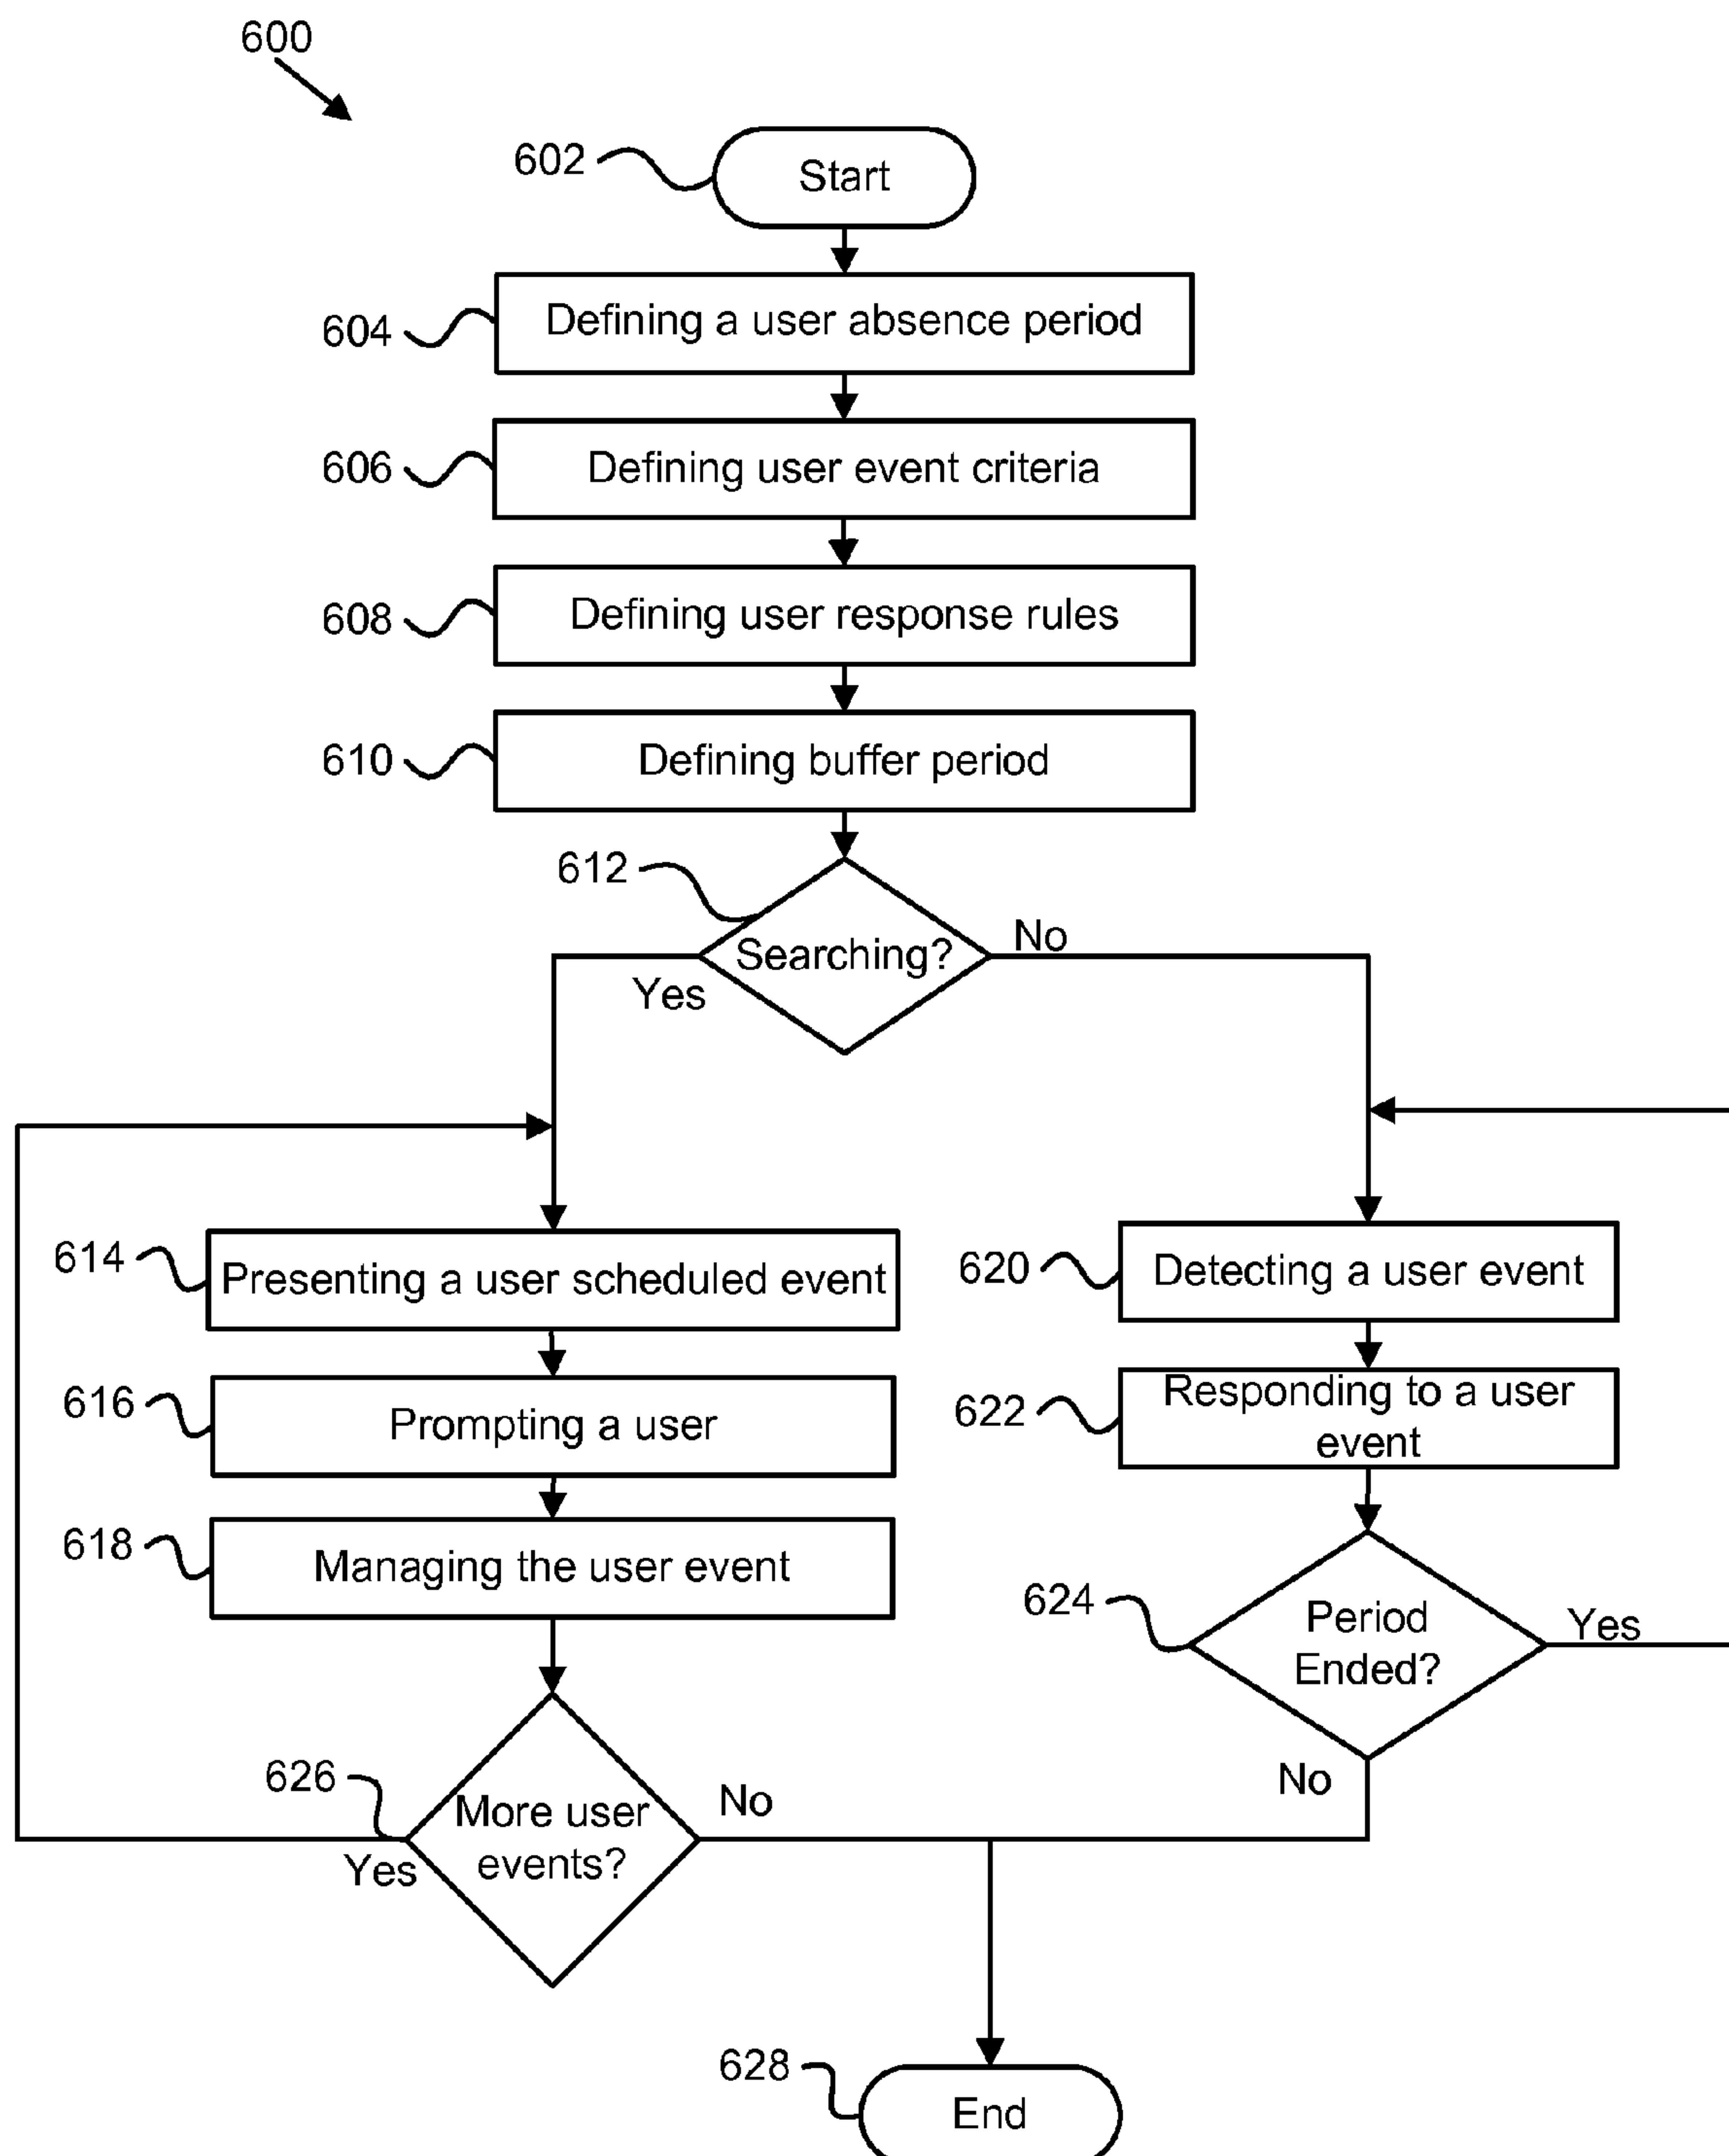 600
602
Start
604
Defining a user absence period
606
Defining user event criteria
608
Defining user response rules
610
Defining buffer period
612
Searching?
No
Yes
614
Presenting a user scheduled event
616
Prompting a user
618
Managing the user event
620
Detecting a user event
622
Responding to a user
event
624
Period
Ended?
Yes
No
626
More user
events?
No
Yes
628
End